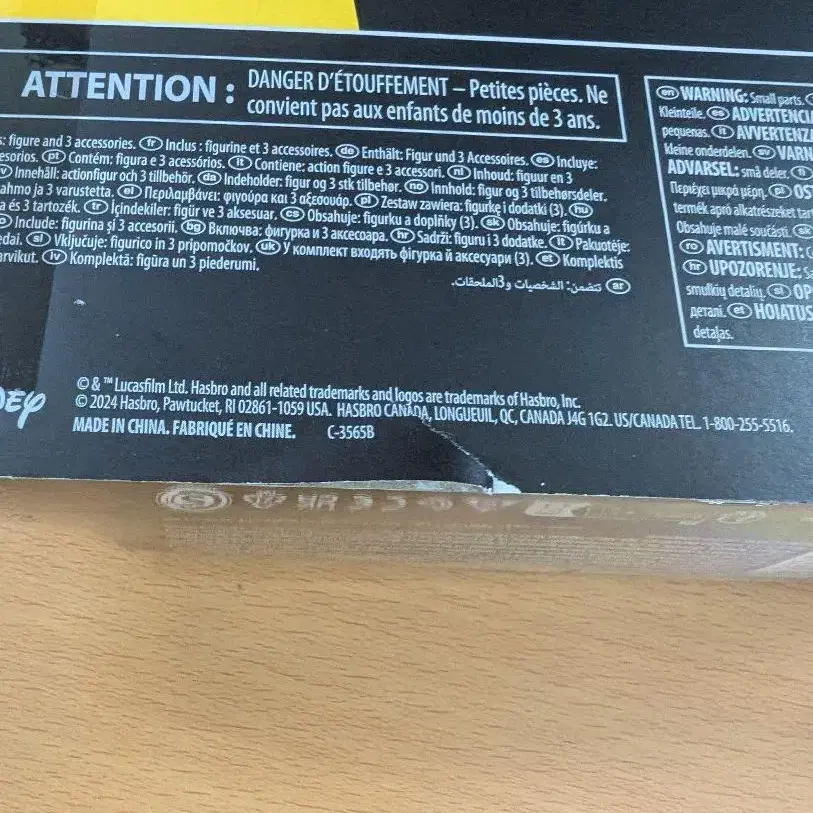 ATTENTION : DANGER D'ÉTOUFFEMENT – Petites pièces. Ne
convient pas aux enfants de moins de 3 ans.
figure and 3 accessories. fr Inclus : figurine et 3 accessoires. de Enthält: Figur und 3 Accessoires. es Incluye:
esorios. pt Contém: figura e 3 acessórios. it Contiene: action figure e 3 accessori. nl Inhoud: figuur en 3
Innehåll: actionfigur och 3 tillbehör. da Indeholder: figur og 3 stk tilbehør. no Innhold: figur og 3 tilbehørsdeler.
ahmo ja 3 varustetta. el Περιλαμβάνει: φιγούρα και 3 αξεσουάρ. pl Zestaw zawiera: figurkę i dodatki (3). hu
a és 3 tartozék. tr İçindekiler: figür ve 3 aksesuar. cs Obsahuje: figurku a doplňky (3). sk Obsahuje: figúrku a
Include: figurina și 3 accesorii. bg Включва: фигурка и 3 аксесоара. hr Sadrži: figuru i 3 dodatke. lt Pakuotėje:
edai. sl Vključuje: figurico in 3 pripomočkov. uk У комплект входять фігурка й аксесуари (3). et Komplektis
arvikut. lv Komplektā: figūra un 3 piederumi.
ar تتضمن: الشخصيات و3الملحقات.
en WARNING: Small parts.
Kleinteile. es ADVERTENCIA
pequenas. it AVVERTENZA
kleine onderdelen. sv VARN
ADVARSEL: små deler.
Περιέχει μικρά μέρη. pl OS
termék apró alkatrészeket tar
Obsahuje malé součásti. sk
ro AVERTISMENT:
hr UPOZORENJE: S
smulkių detalių. sl OP
деталі. et HOIATUS
detaļas.
© & ™ Lucasfilm Ltd. Hasbro and all related trademarks and logos are trademarks of Hasbro, Inc.
© 2024 Hasbro, Pawtucket, RI 02861-1059 USA. HASBRO CANADA, LONGUEUIL, QC, CANADA J4G 1G2. US/CANADA TEL. 1-800-255-5516.
MADE IN CHINA. FABRIQUÉ EN CHINE. C-3565B